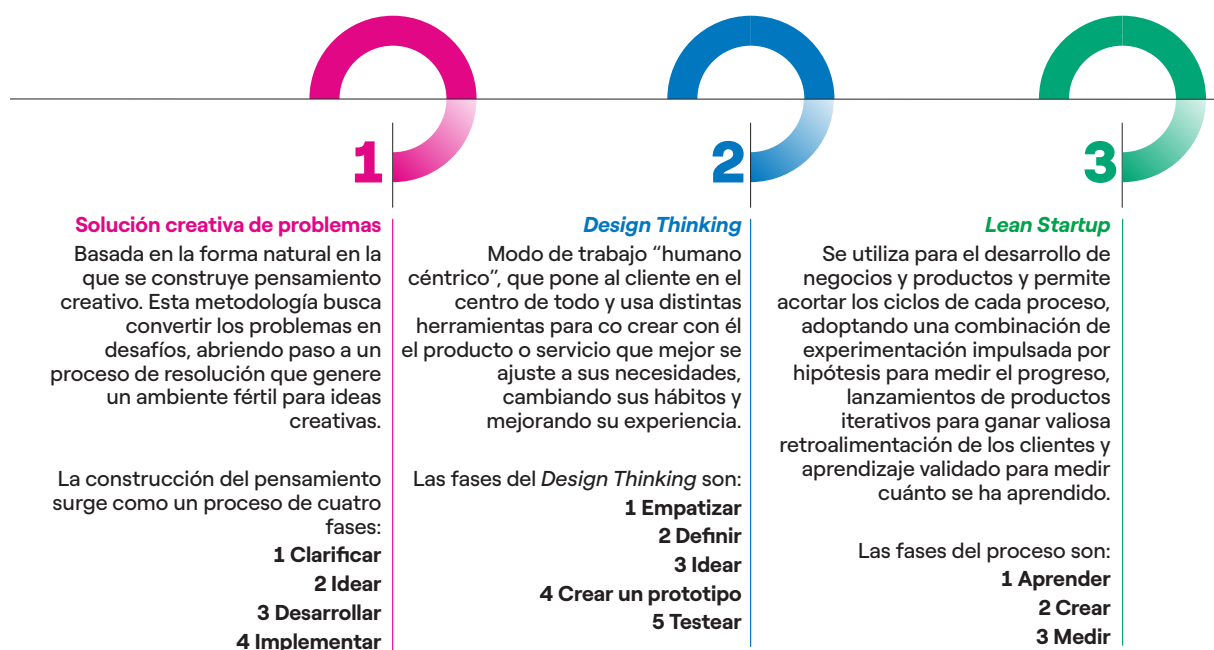 1
Solución creativa de problemas
Basada en la forma natural en la
que se construye pensamiento
creativo. Esta metodología busca
convertir los problemas en
desafíos, abriendo paso a un
proceso de resolución que genere
un ambiente fértil para ideas
creativas.
La construcción del pensamiento
surge como un proceso de cuatro
fases:
1 Clarificar
2 Idear
3 Desarrollar
4 Implementar
2
Design Thinking
Modo de trabajo “humano
céntrico”, que pone al cliente en el
centro de todo y usa distintas
herramientas para co crear con él
el producto o servicio que mejor se
ajuste a sus necesidades,
cambiando sus hábitos y
mejorando su experiencia.
Las fases del Design Thinking son:
1 Empatizar
2 Definir
3 Idear
4 Crear un prototipo
5 Testear
3
Lean Startup
Se utiliza para el desarrollo de
negocios y productos y permite
acortar los ciclos de cada proceso,
adoptando una combinación de
experimentación impulsada por
hipótesis para medir el progreso,
lanzamientos de productos
iterativos para ganar valiosa
retroalimentación de los clientes y
aprendizaje validado para medir
cuánto se ha aprendido.
Las fases del proceso son:
1 Aprender
2 Crear
3 Medir